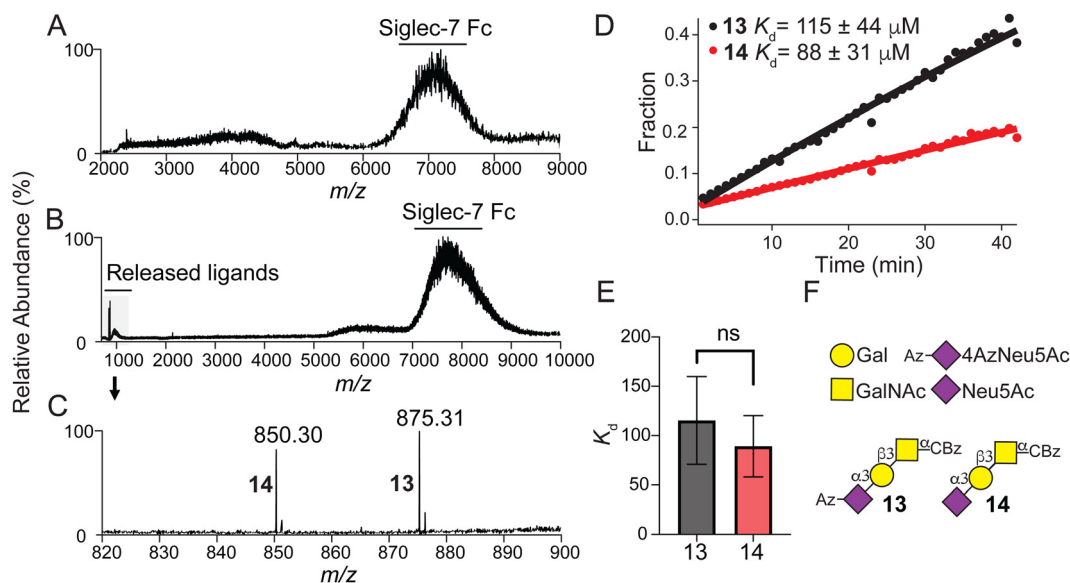 A
Siglec-7 Fc
100
0
2000 3000 4000 5000 6000 7000 8000 9000
m/z
B
Siglec-7 Fc
100
Released ligands
0
1000 2000 3000 4000 5000 6000 7000 8000 9000 10000
m/z
C
875.31
850.30
100
14
13
0
820 830 840 850 860 870 880 890 900
m/z
Relative Abundance (%)
D
13 Kd= 115 ± 44 μM
14 Kd= 88 ± 31 μM
Fraction
0.4
0.2
0.1
0.0
10 20 30 40
Time (min)
E
ns
Kd
200
150
100
50
0
13 14
F
Gal
Az 4AzNeu5Ac
GalNAc
Neu5Ac
α CBz
β3
α3
Az 13
α CBz
β3
α3
14